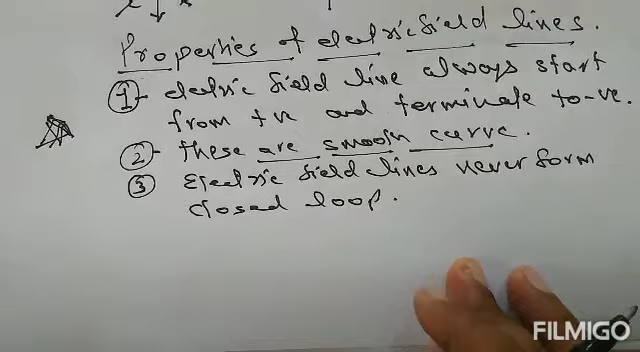 Properties of electric field lines.
① - electric field line always start
from +ve and terminate to -ve.
② - these are smooth curve.
③ Electric field lines never form
closed loop.
FILMIGO